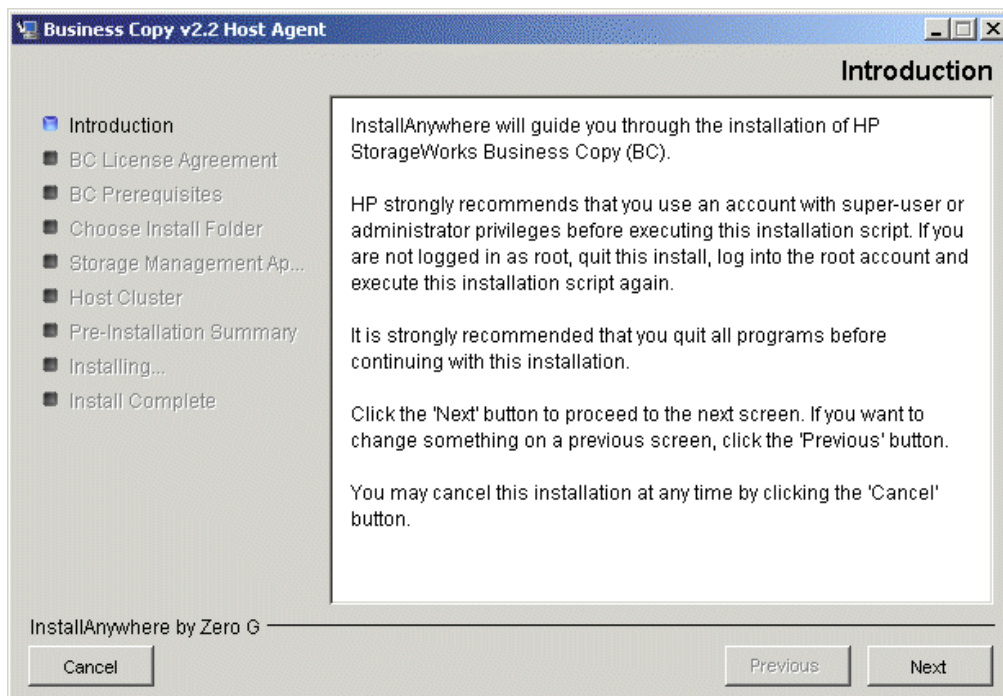 Business Copy v2.2 Host Agent
Introduction
Introduction
BC License Agreement
BC Prerequisites
Choose Install Folder
Storage Management Ap...
Host Cluster
Pre-Installation Summary
Installing...
Install Complete
InstallAnywhere will guide you through the installation of HP
StorageWorks Business Copy (BC).
HP strongly recommends that you use an account with super-user or
administrator privileges before executing this installation script. If you
are not logged in as root, quit this install, log into the root account and
execute this installation script again.
It is strongly recommended that you quit all programs before
continuing with this installation.
Click the 'Next' button to proceed to the next screen. If you want to
change something on a previous screen, click the 'Previous' button.
You may cancel this installation at any time by clicking the 'Cancel'
button.
InstallAnywhere by Zero G
Cancel
Previous
Next